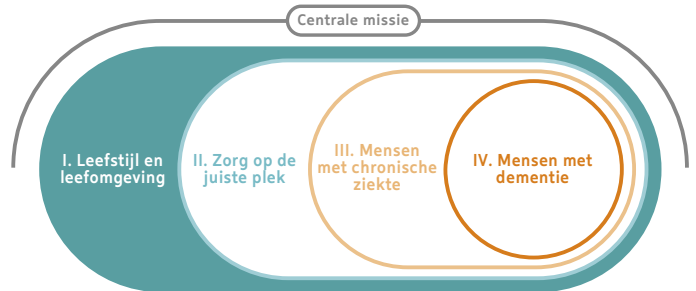 Centrale missie
I. Leefstijl en
leefomgeving
II. Zorg op de
juiste plek
III. Mensen
met chronische
ziekte
IV. Mensen met
dementie